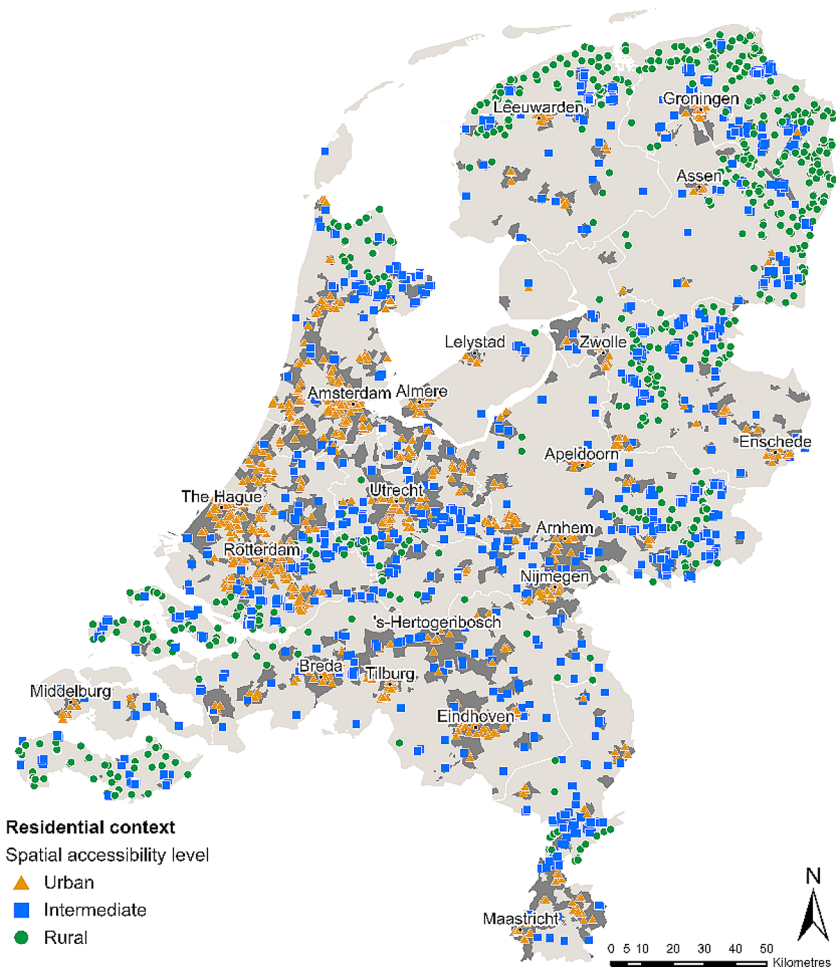 Leeuwarden
Groningen
Assen
Lelystad
Zwolle
Amsterdam
Almere
Enschede
Apeldoorn
The Hague
Utrecht
Arnhem
Rotterdam
Nijmegen
's-Hertogenbosch
Breda
Tilburg
Middelburg
Eindhoven
Maastricht
Residential context
Spatial accessibility level
Urban
Intermediate
Rural
N
0 5 10 20 30 40 50
Kilometres